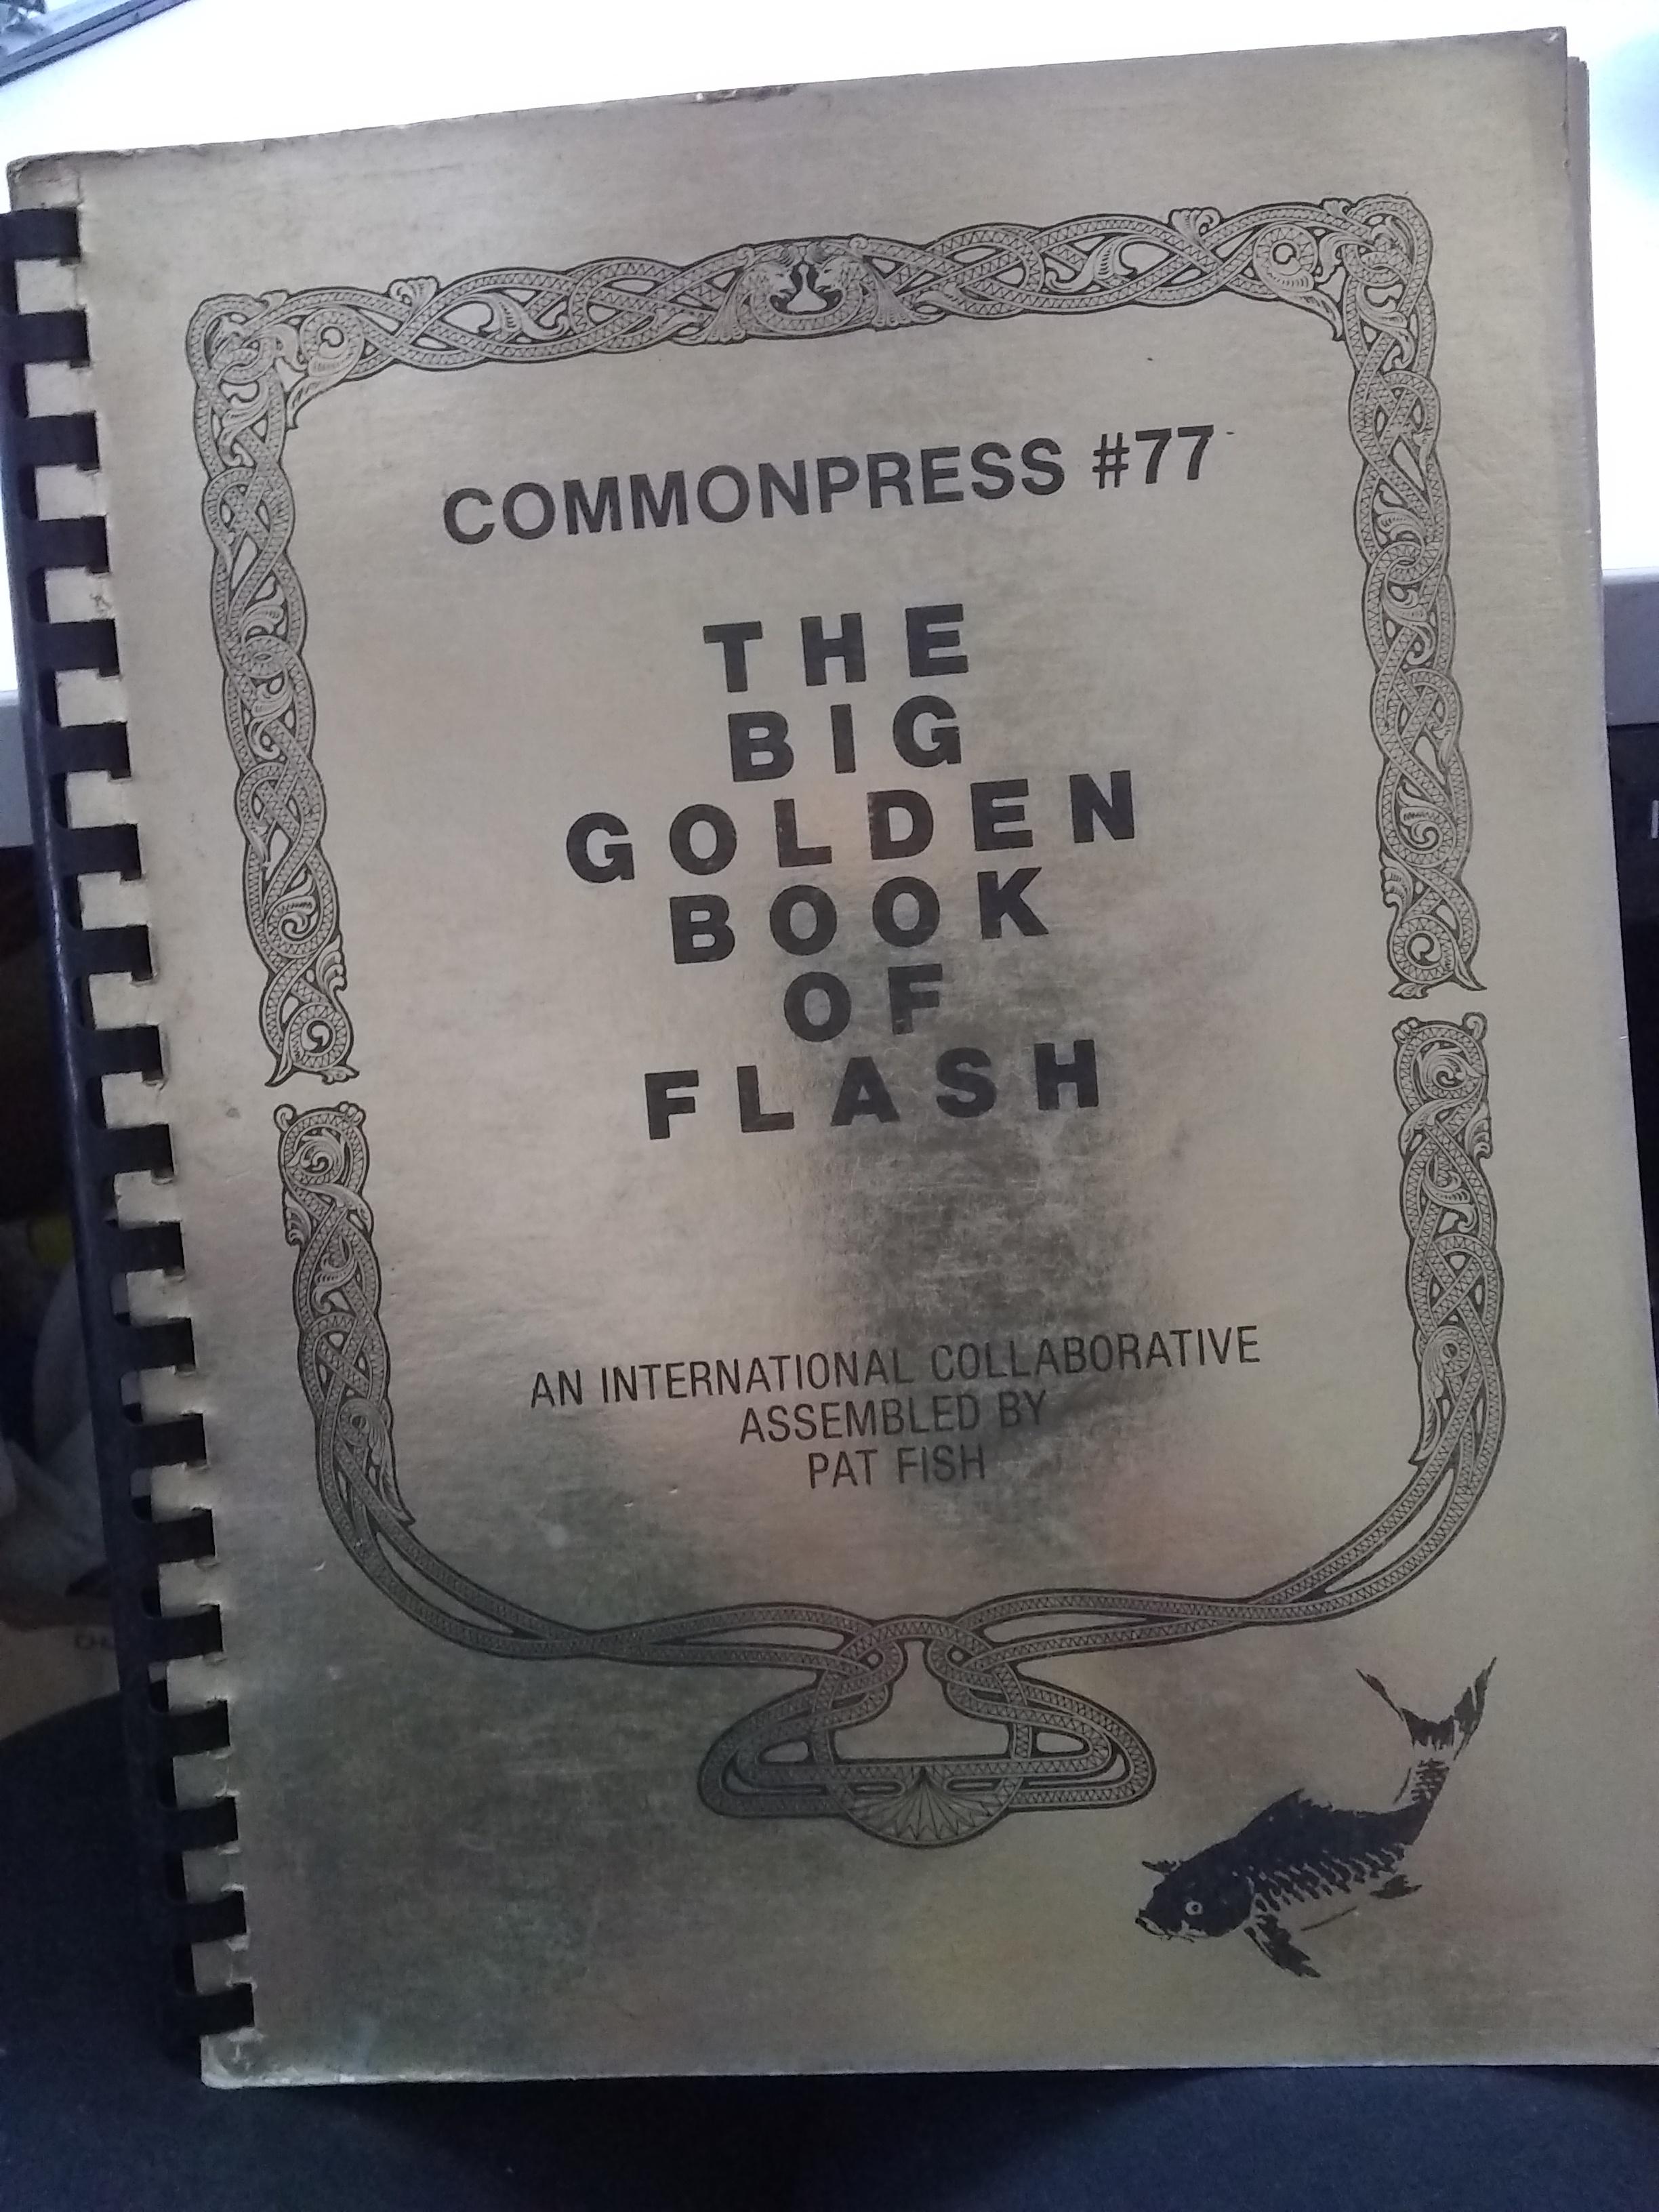 COMMONPRESS #77
THE
BIG
GOLDEN
BOOK
OF
FLASH
AN INTERNATIONAL COLLABORATIVE
ASSEMBLED BY
PAT FISH